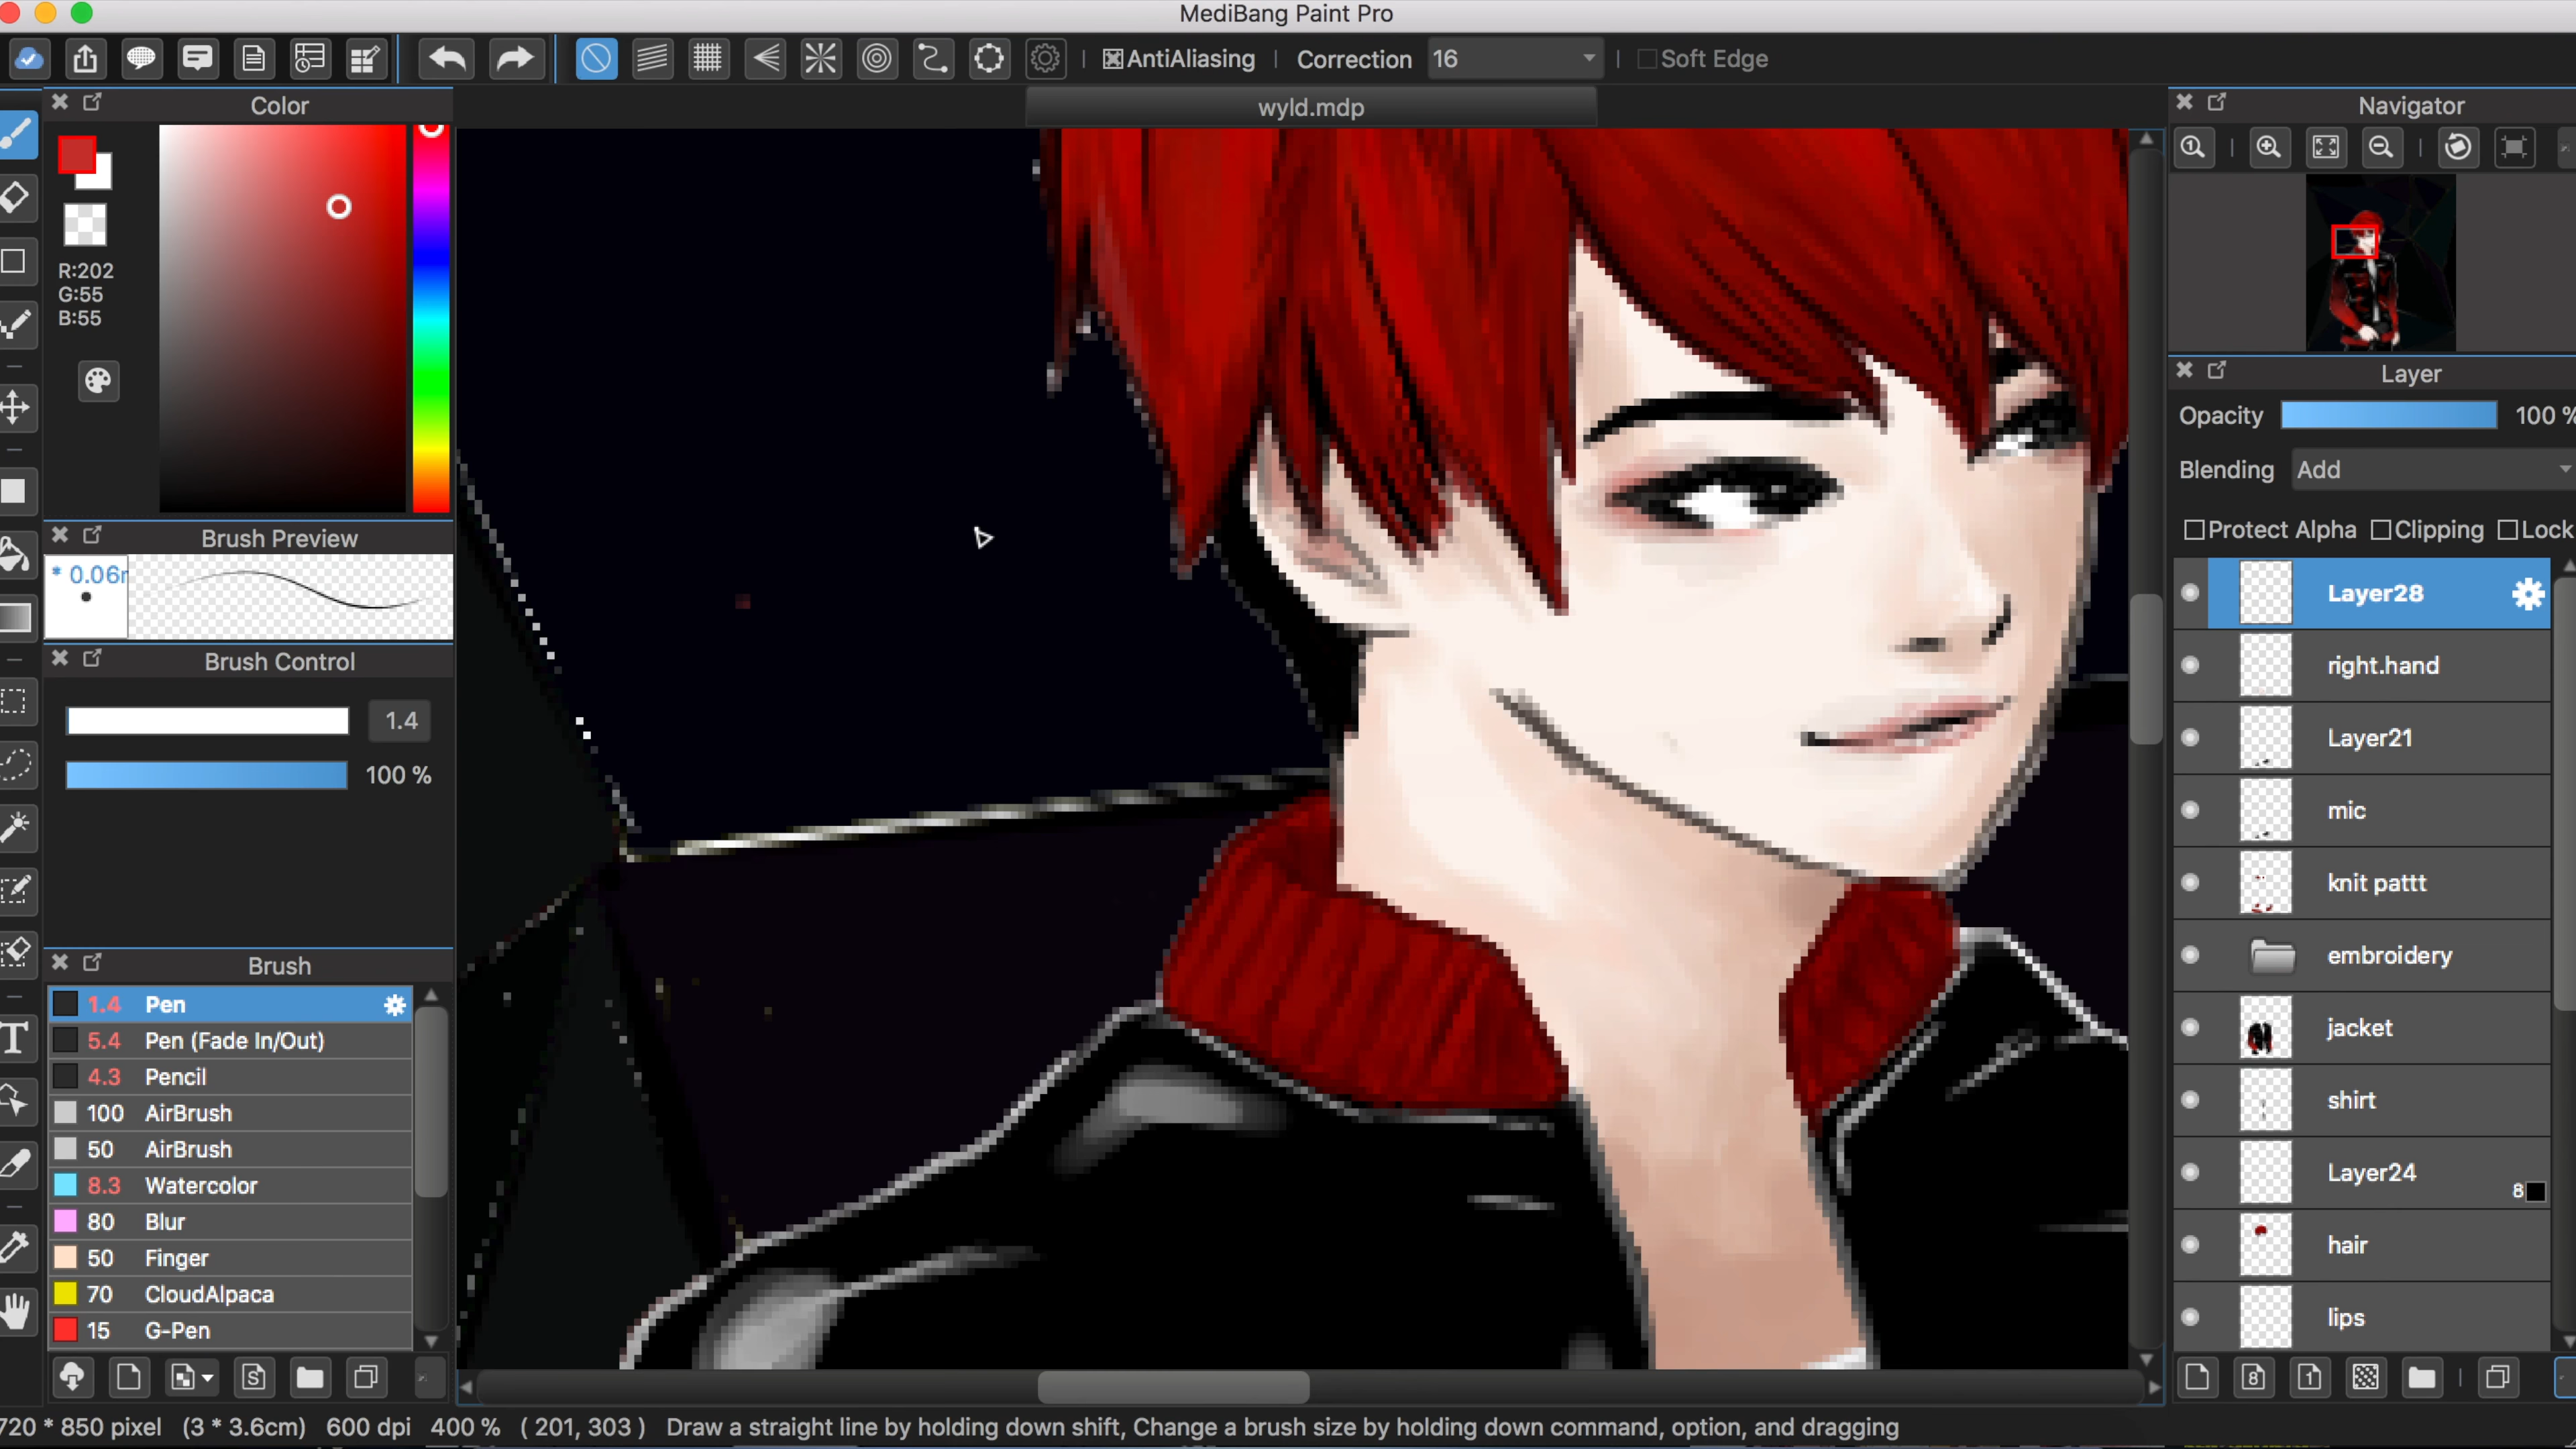 MediBang Paint Pro
AntiAliasing
Correction
16
Soft Edge
Color
wyld.mdp
Navigator
R:202
G:55
B:55
Layer
Opacity
100 %
Blending
Add
Protect Alpha
Clipping
Lock
Brush Preview
* 0.06
Layer28
Brush Control
right.hand
1.4
Layer21
100 %
mic
knit pattt
embroidery
Brush
1.4 Pen
jacket
5.4 Pen (Fade In/Out)
4.3 Pencil
shirt
100 AirBrush
50 AirBrush
Layer24
8.3 Watercolor
8
80 Blur
hair
50 Finger
70 CloudAlpaca
lips
15 G-Pen
S
8
1
720 * 850 pixel (3 * 3.6cm) 600 dpi 400 % ( 201, 303 ) Draw a straight line by holding down shift, Change a brush size by holding down command, option, and dragging